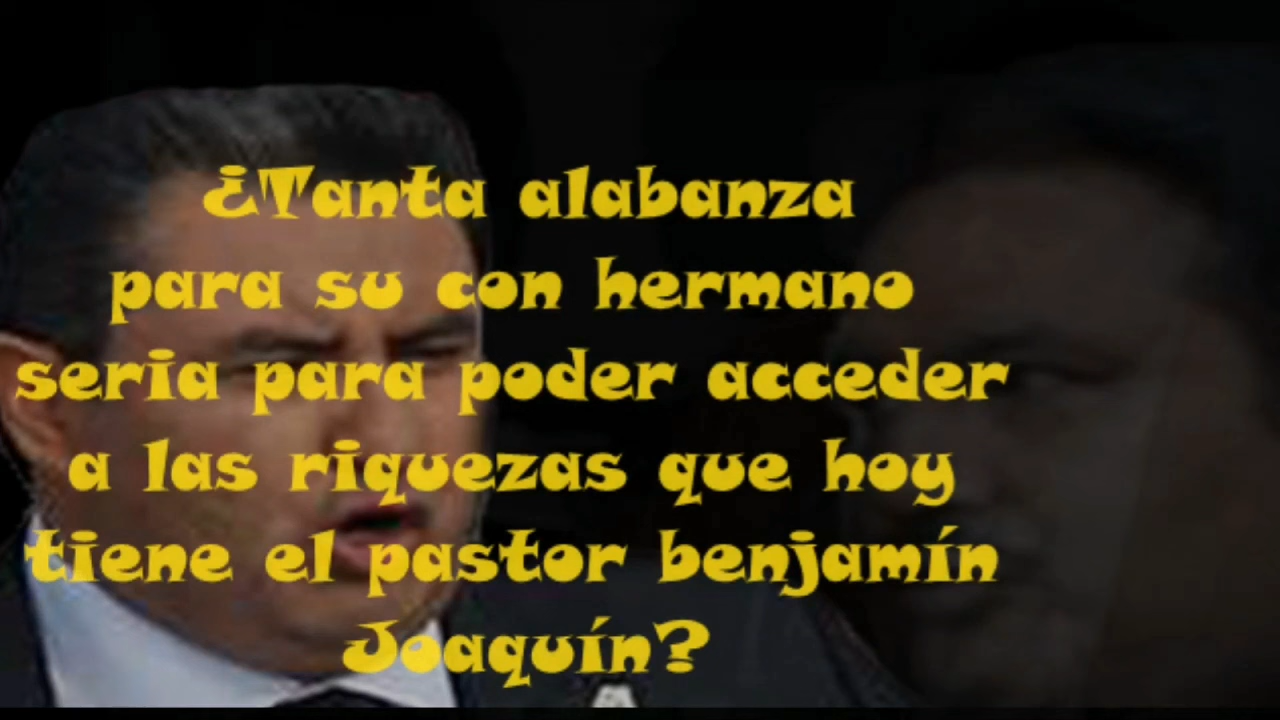 ¿Tanta alabanza
para su con hermano
seria para poder acceder
a las riquezas que hoy
tiene el pastor benjamín
Joaquín?